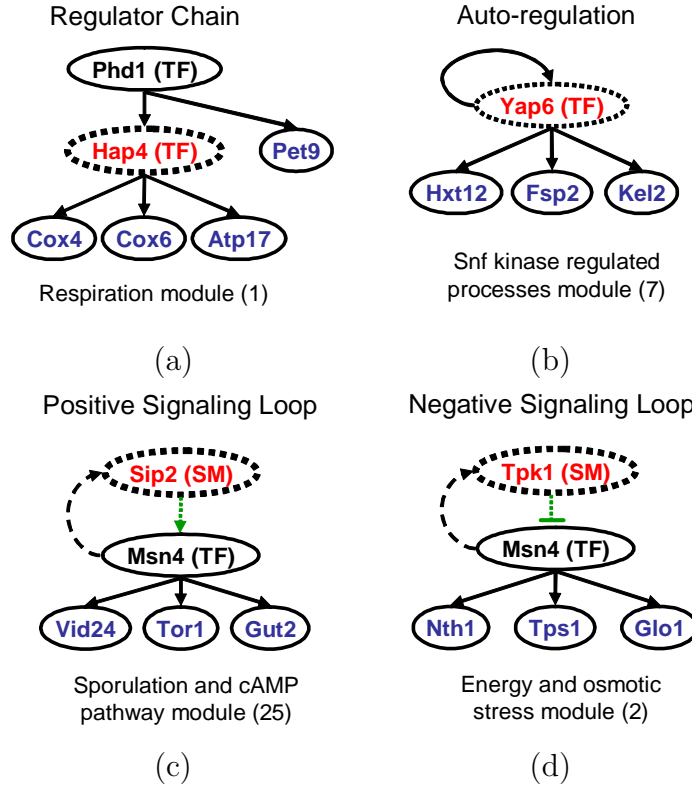 Regulator Chain
Phd1 (TF)
Hap4 (TF)
Pet9
Cox4
Cox6
Atp17
Respiration module (1)
(a)
Auto-regulation
Yap6 (TF)
Hxt12
Fsp2
Kel2
Snf kinase regulated
processes module (7)
(b)
Positive Signaling Loop
Sip2 (SM)
Msn4 (TF)
Vid24
Tor1
Gut2
Sporulation and cAMP
pathway module (25)
(c)
Negative Signaling Loop
Tpk1 (SM)
Msn4 (TF)
Nth1
Tps1
Glo1
Energy and osmotic
stress module (2)
(d)